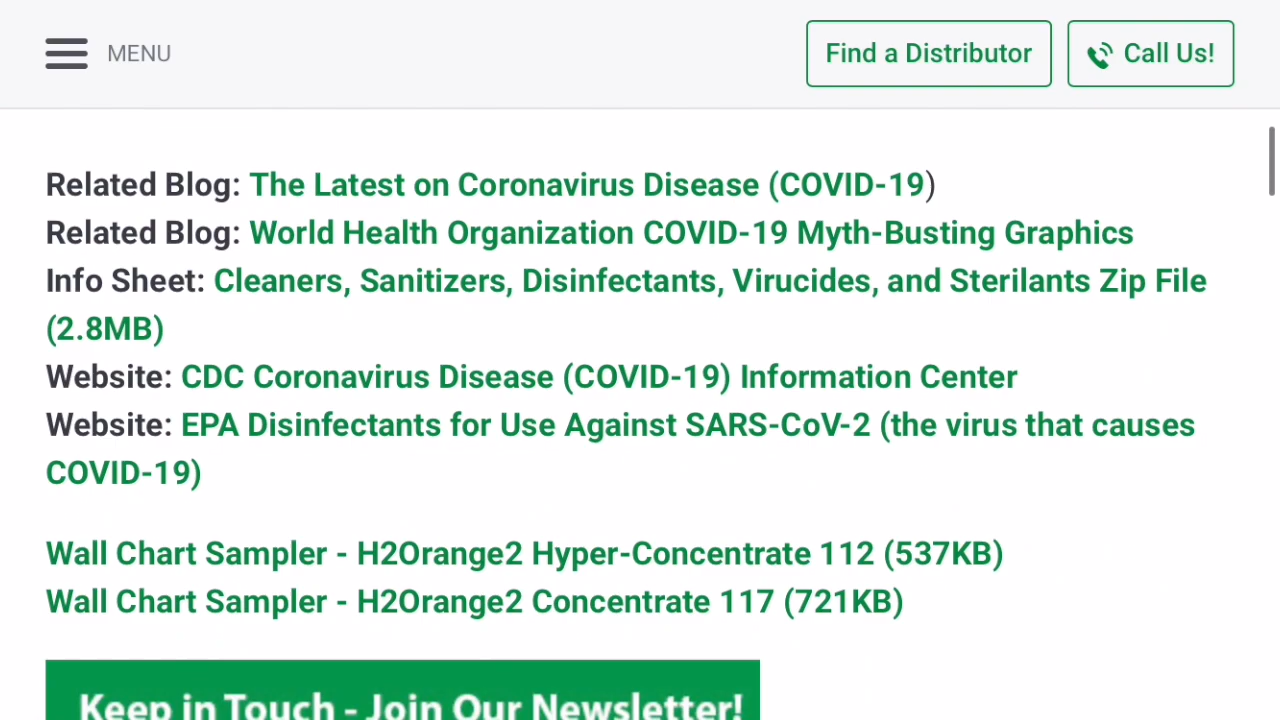 MENU
Find a Distributor
Call Us!
Related Blog: The Latest on Coronavirus Disease (COVID-19)
Related Blog: World Health Organization COVID-19 Myth-Busting Graphics
Info Sheet: Cleaners, Sanitizers, Disinfectants, Virucides, and Sterilants Zip File
(2.8MB)
Website: CDC Coronavirus Disease (COVID-19) Information Center
Website: EPA Disinfectants for Use Against SARS-CoV-2 (the virus that causes
COVID-19)
Wall Chart Sampler - H2Orange2 Hyper-Concentrate 112 (537KB)
Wall Chart Sampler - H2Orange2 Concentrate 117 (721KB)
Keep in Touch - Join Our Newsletter!